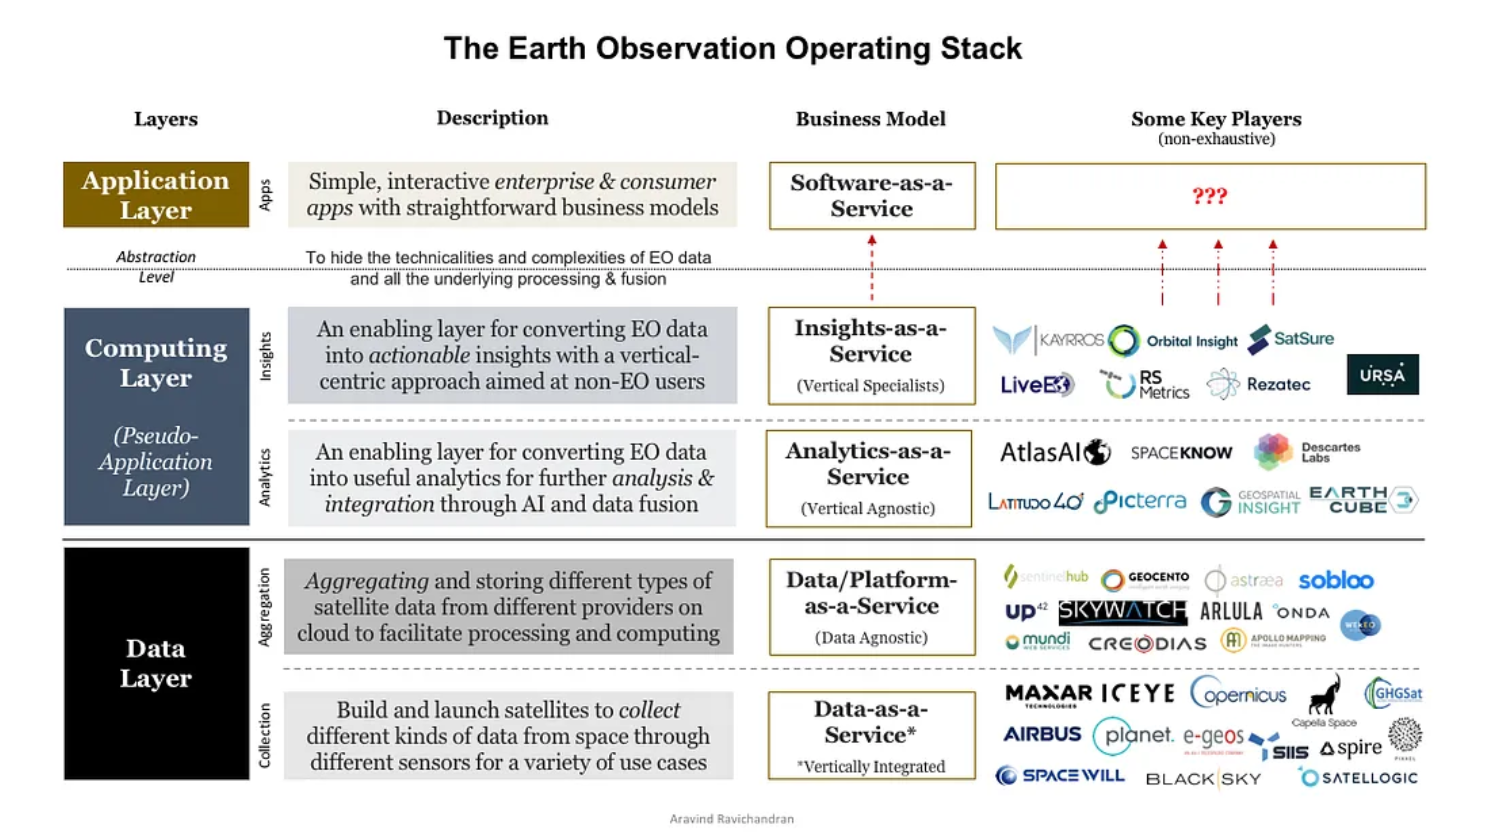 The Earth Observation Operating Stack
Layers
Description
Business Model
Some Key Players
(non-exhaustive)
Application
Layer
Apps
Simple, interactive enterprise & consumer
apps with straightforward business models
Software-as-a-
Service
???
Abstraction
Level
To hide the technicalities and complexities of EO data
and all the underlying processing & fusion
Computing
Layer
(Pseudo-
Application
Layer)
Insights
An enabling layer for converting EO data
into actionable insights with a vertical-
centric approach aimed at non-EO users
Insights-as-a-
Service
(Vertical Specialists)
KAYRROS
Orbital Insight
SatSure
LiveEO
RS
Metrics
Rezatec
URSA
Analytics
An enabling layer for converting EO data
into useful analytics for further analysis &
integration through AI and data fusion
Analytics-as-a-
Service
(Vertical Agnostic)
AtlasAI
SPACEKNOW
Descartes
Labs
LATITUDO 40
Picterra
GEOSPATIAL
INSIGHT
EARTH
CUBE
Data
Layer
Aggregation
Aggregating and storing different types of
satellite data from different providers on
cloud to facilitate processing and computing
Data/Platform-
as-a-Service
(Data Agnostic)
sentinelhub
GEOCENTO
astraea
sobloo
UP42
SKYWATCH
ARLULA
ONDA
WEkEO
mundi
WEB SERVICES
CREODIAS
APOLLO MAPPING
THE IMAGE HUNTERS
Collection
Build and launch satellites to collect
different kinds of data from space through
different sensors for a variety of use cases
Data-as-a-
Service*
*Vertically Integrated
MAXAR
TECHNOLOGIES
ICEYE
Copernicus
Capella Space
GHGSat
AIRBUS
planet.
e-geos
SIIS
spire
PIXXEL
SPACEWILL
BLACKSKY
SATELLOGIC
Aravind Ravichandran